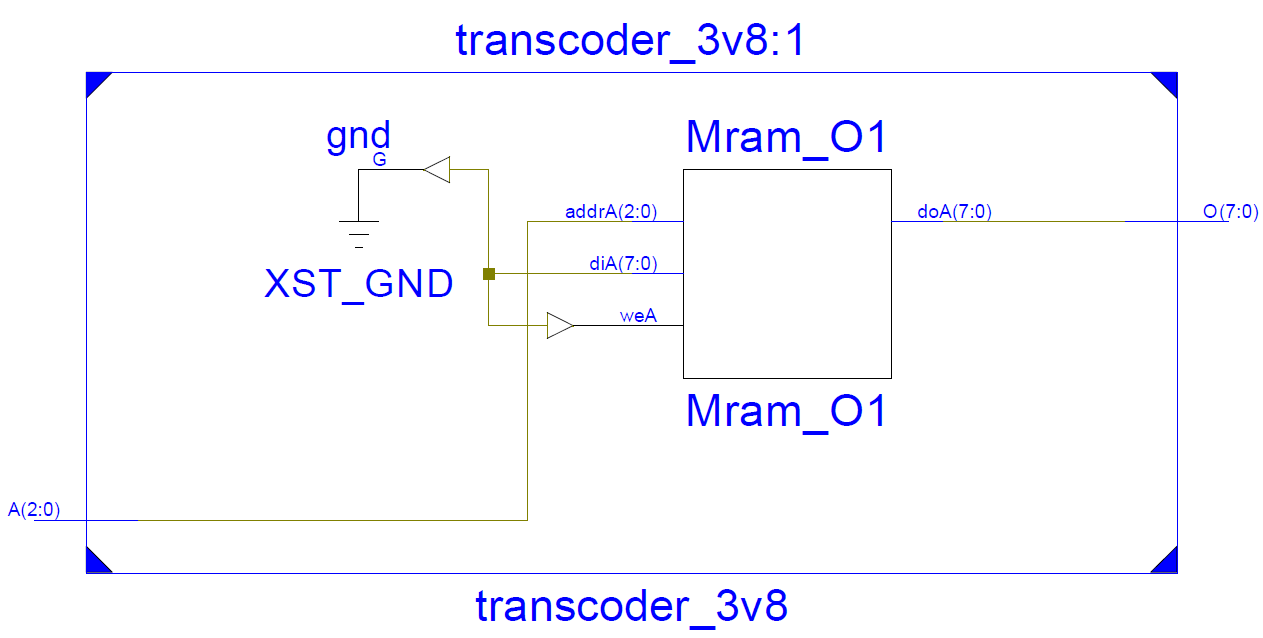 transcoder_3v8:1
gnd
G
Mram_O1
addrA(2:0)
doA(7:0)
O(7:0)
diA(7:0)
XST_GND
weA
Mram_O1
A(2:0)
transcoder_3v8